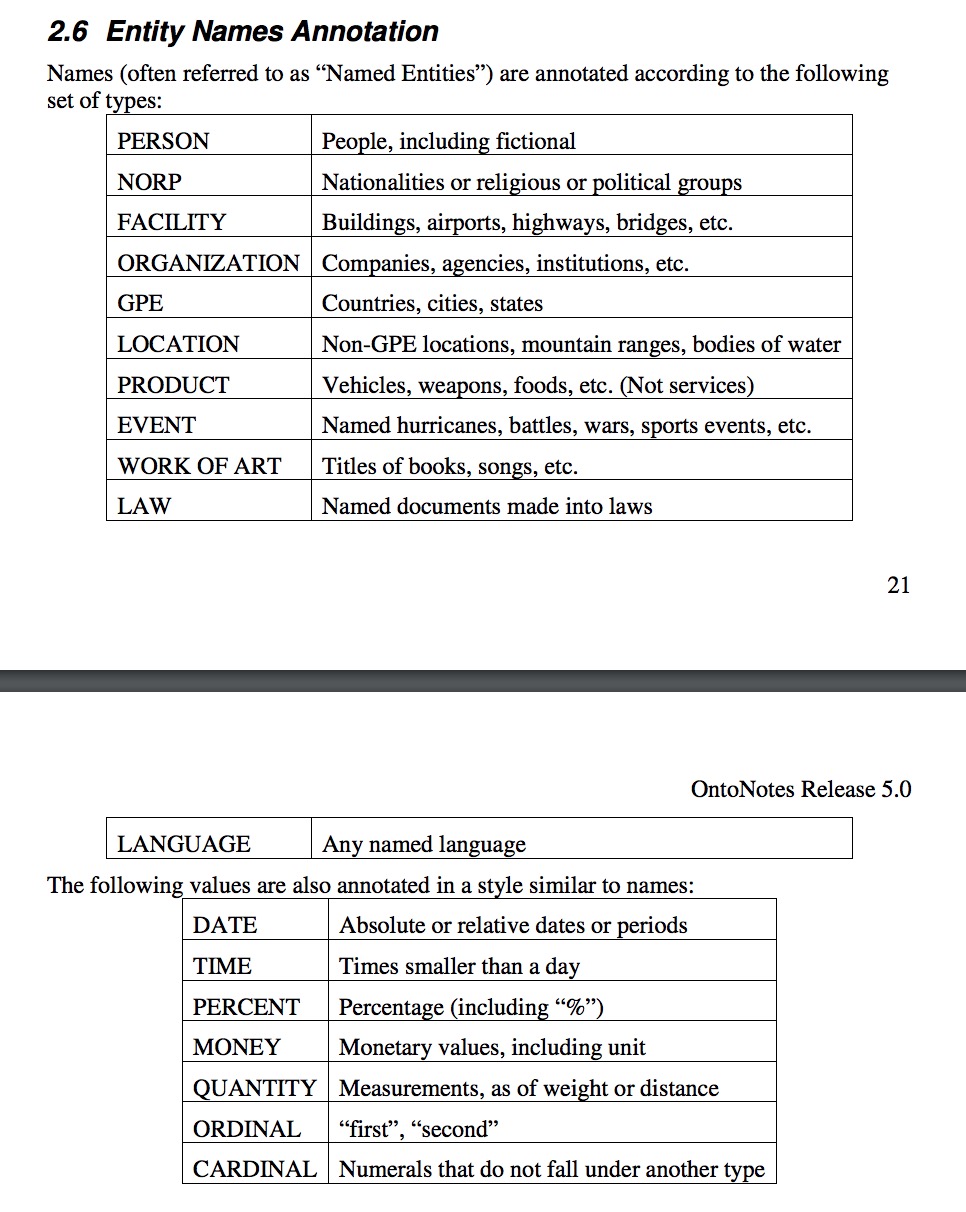 2.6 Entity Names Annotation
Names (often referred to as “Named Entities”) are annotated according to the following
set of types:
PERSON People, including fictional
NORP Nationalities or religious or political groups
FACILITY Buildings, airports, highways, bridges, etc.
ORGANIZATION Companies, agencies, institutions, etc.
GPE Countries, cities, states
LOCATION Non-GPE locations, mountain ranges, bodies of water
PRODUCT Vehicles, weapons, foods, etc. (Not services)
EVENT Named hurricanes, battles, wars, sports events, etc.
WORK OF ART Titles of books, songs, etc.
LAW Named documents made into laws
21
OntoNotes Release 5.0
LANGUAGE Any named language
The following values are also annotated in a style similar to names:
DATE Absolute or relative dates or periods
TIME Times smaller than a day
PERCENT Percentage (including “%”)
MONEY Monetary values, including unit
QUANTITY Measurements, as of weight or distance
ORDINAL “first”, “second”
CARDINAL Numerals that do not fall under another type